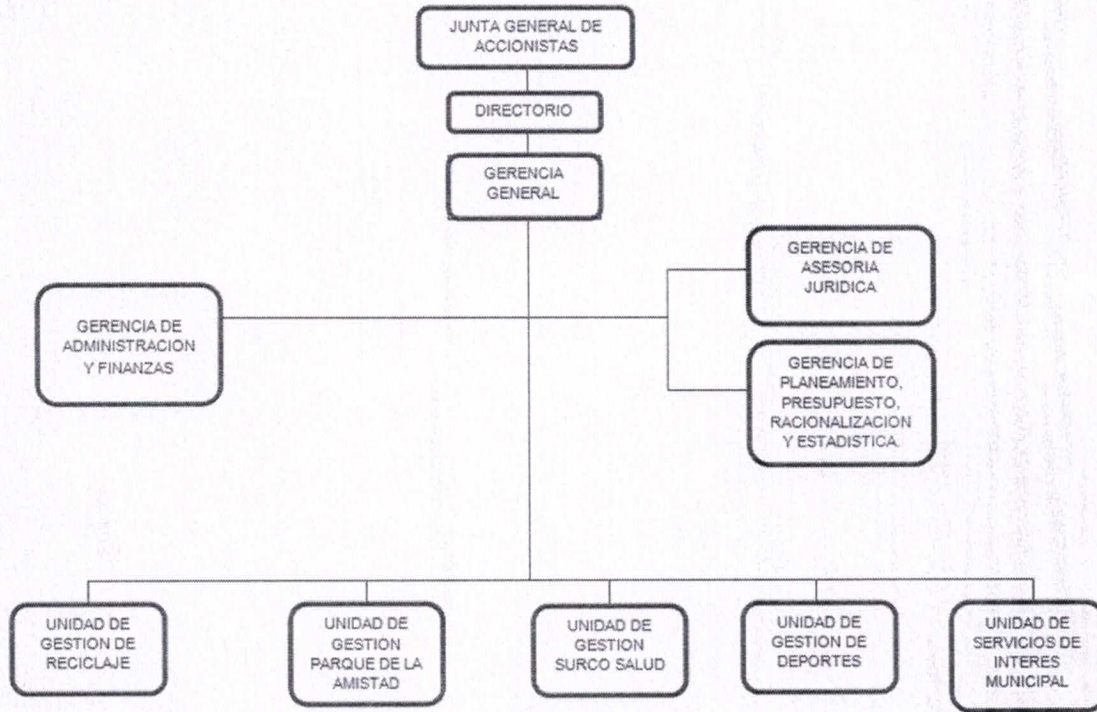 JUNTA GENERAL DE
ACCIONISTAS
DIRECTORIO
GERENCIA
GENERAL
GERENCIA DE
ASESORIA
JURIDICA
GERENCIA DE
ADMINISTRACION
Y FINANZAS
GERENCIA DE
PLANEAMIENTO,
PRESUPUESTO,
RACIONALIZACION
Y ESTADISTICA.
UNIDAD DE
GESTION DE
RECICLAJE
UNIDAD DE
GESTION
PARQUE DE LA
AMISTAD
UNIDAD DE
GESTION
SURCO SALUD
UNIDAD DE
GESTION DE
DEPORTES
UNIDAD DE
SERVICIOS DE
INTERES
MUNICIPAL